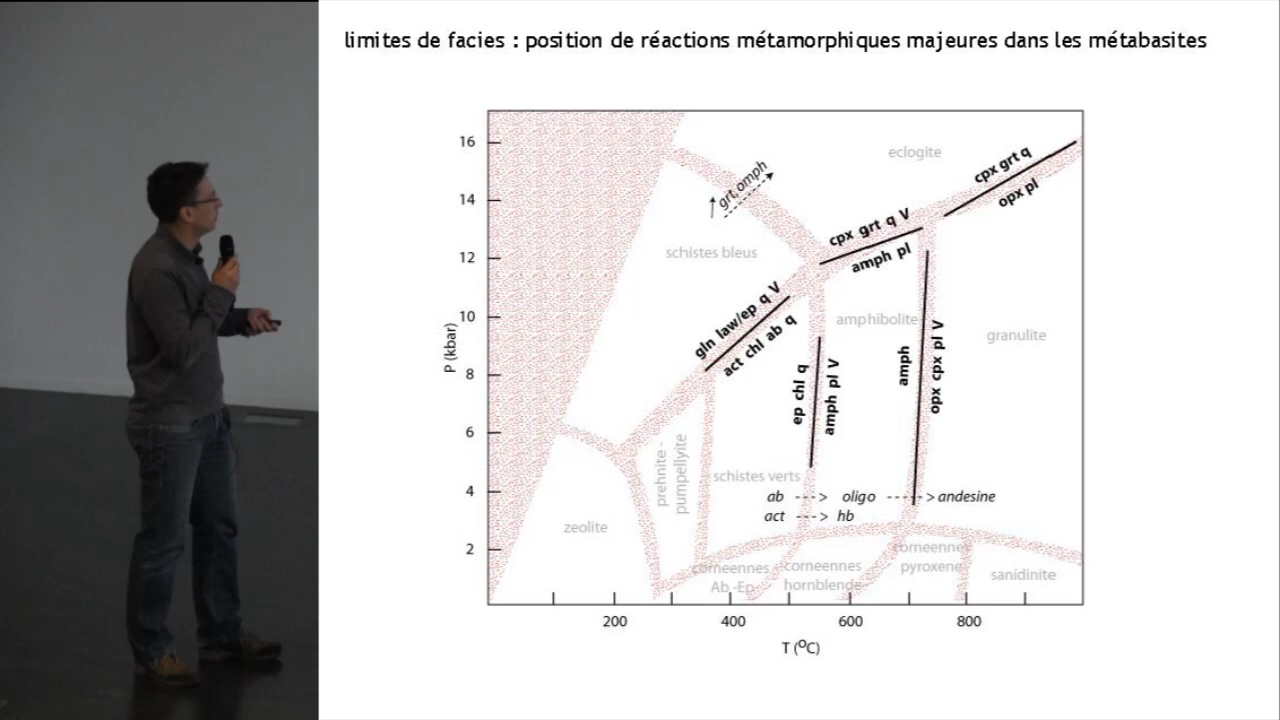 limites de facies : position de réactions métamorphiques majeures dans les métabasites
16
14
12
10
8
6
4
2
P (kbar)
200
400
600
800
T (°C)
eclogite
schistes bleus
amphibolite
granulite
prehnite -
pumpellyite
schistes verts
zeolite
corneennes
Ab -Ep
corneennes
hornblende
corneennes
pyroxene
sanidinite
grt, omph
cpx grt q
opx pl
cpx grt q V
amph pl
gln law/ep q V
act chl ab q
ep chl q
amph pl V
amph
opx cpx pl V
ab ---> oligo ----> andesine
act ---> hb